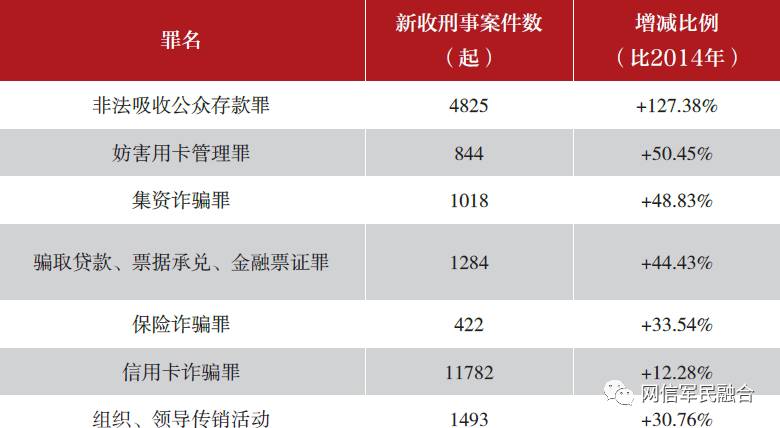 罪名 新收刑事案件数 增减比例
（起） （比2014年）
非法吸收公众存款罪 4825 +127.38%
妨害用卡管理罪 844 +50.45%
集资诈骗罪 1018 +48.83%
骗取贷款、票据承兑、金融票证罪 1284 +44.43%
保险诈骗罪 422 +33.54%
信用卡诈骗罪 11782 +12.28%
网信军民融合
组织、领导传销活动 1493 +30.76%